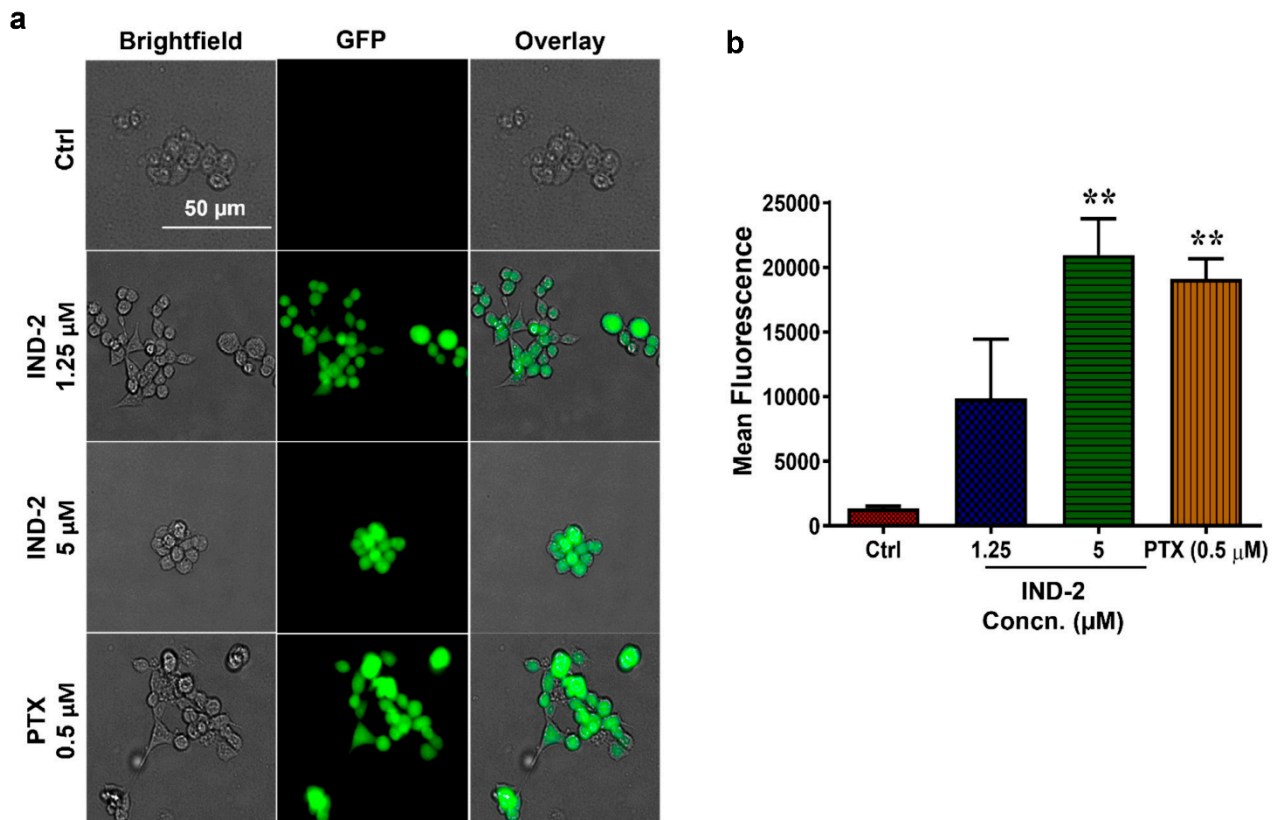 a
Brightfield GFP Overlay
Ctrl
50 µm
IND-2
1.25 µM
IND-2
5 µM
PTX
0.5 µM
b
Mean Fluorescence
25000
20000
15000
10000
5000
0
**
**
Ctrl 1.25 5 PTX (0.5 µM)
IND-2
Concn. (µM)